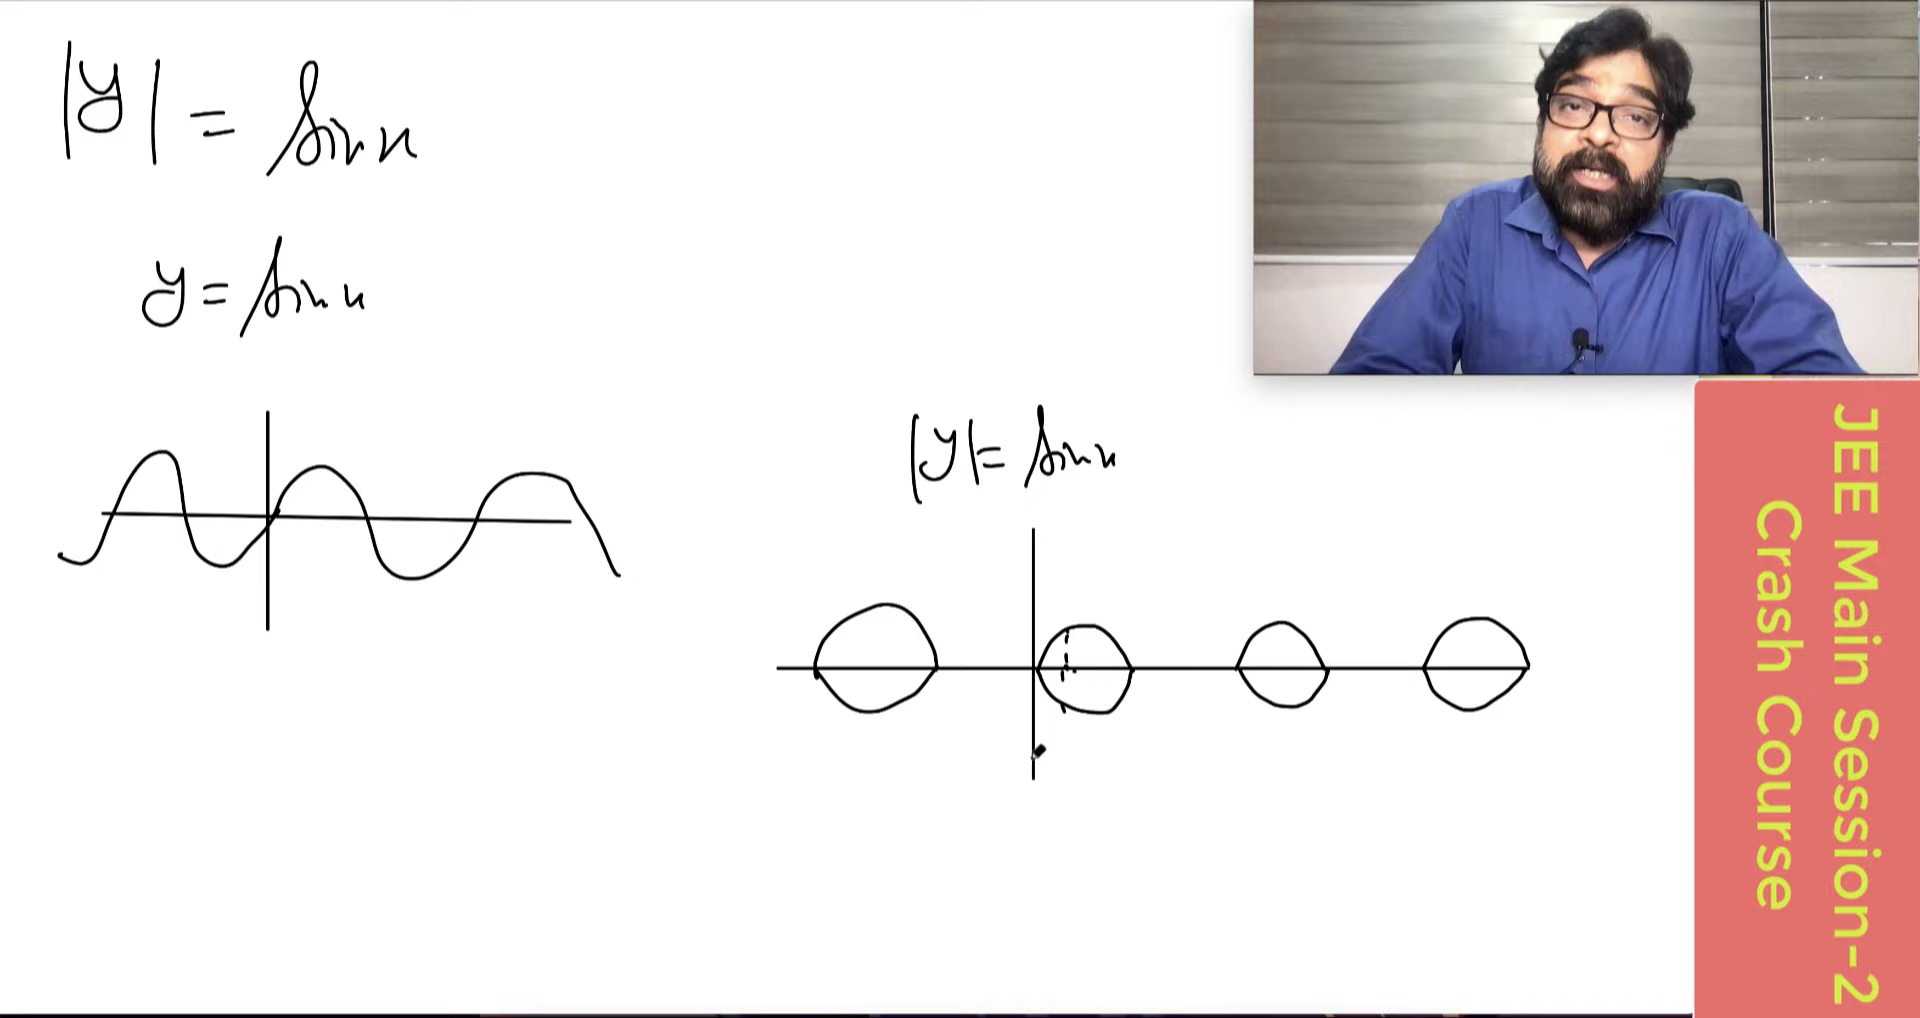 |y| = sin x
y = sin x
|y| = sin x
JEE Main Session-2
Crash Course